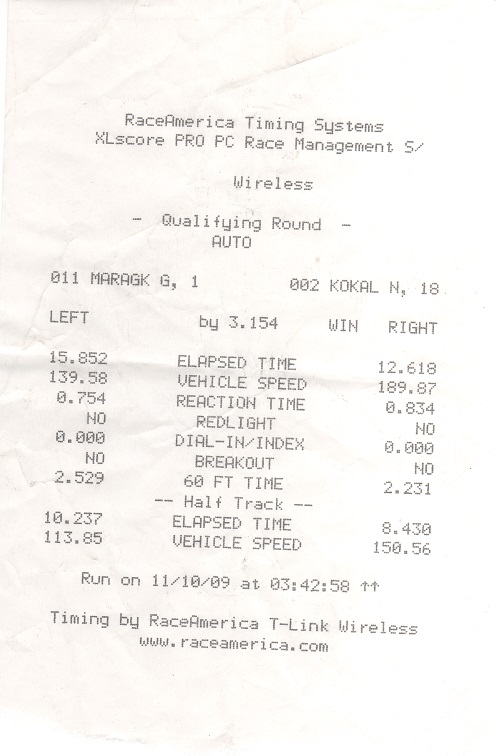 RaceAmerica Timing Systems
XLscore PRO PC Race Management S/
Wireless
- Qualifying Round -
AUTO
011 MARAGK G, 1 002 KOKAL N, 18
LEFT by 3.154 WIN RIGHT
15.852 ELAPSED TIME 12.618
139.58 VEHICLE SPEED 189.87
0.754 REACTION TIME 0.834
NO REDLIGHT NO
0.000 DIAL-IN/INDEX 0.000
NO BREAKOUT NO
2.529 60 FT TIME 2.231
-- Half Track --
10.237 ELAPSED TIME 8.430
113.85 VEHICLE SPEED 150.56
Run on 11/10/09 at 03:42:58 ↑↑
Timing by RaceAmerica T-Link Wireless
www.raceamerica.com